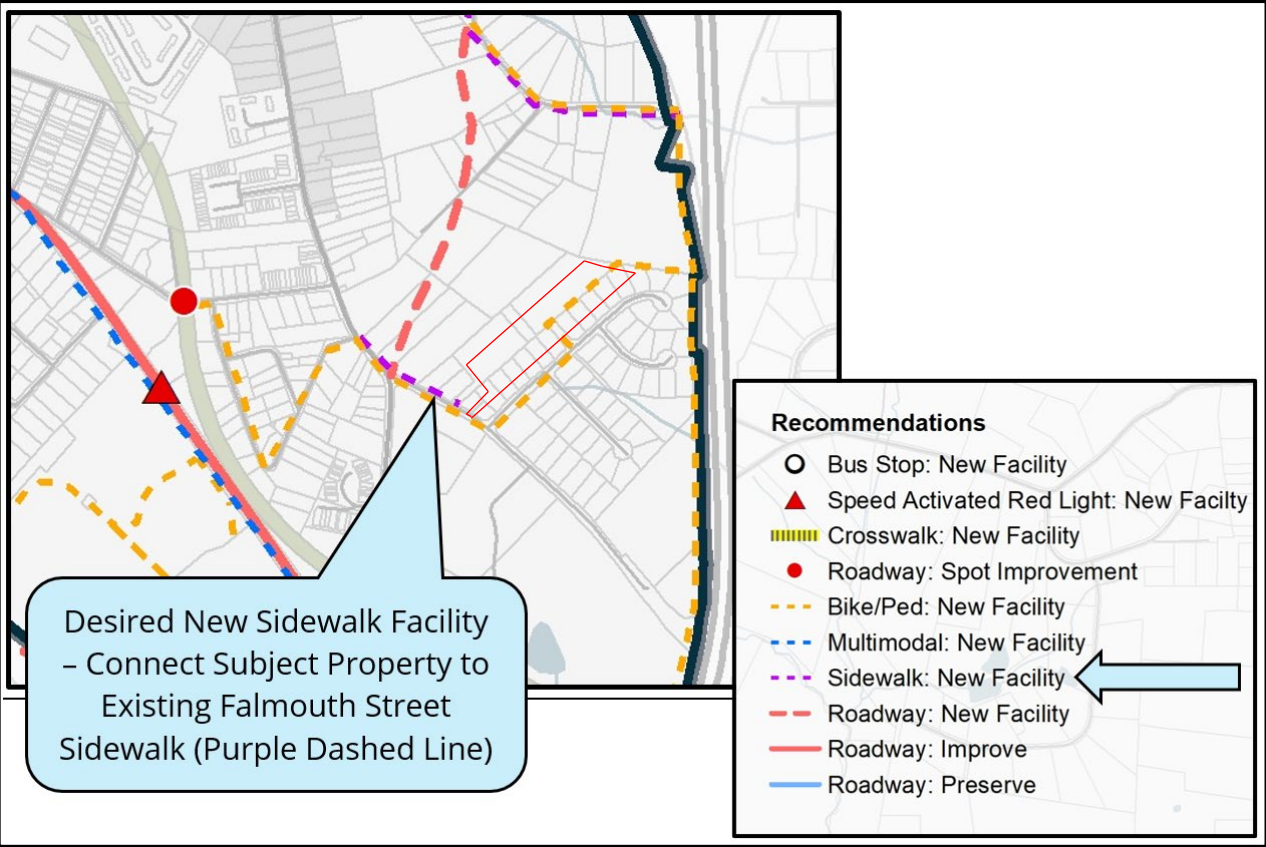 Desired New Sidewalk Facility
– Connect Subject Property to
Existing Falmouth Street
Sidewalk (Purple Dashed Line)
Recommendations
Bus Stop: New Facility
Speed Activated Red Light: New Facilty
Crosswalk: New Facility
Roadway: Spot Improvement
Bike/Ped: New Facility
Multimodal: New Facility
Sidewalk: New Facility
Roadway: New Facility
Roadway: Improve
Roadway: Preserve